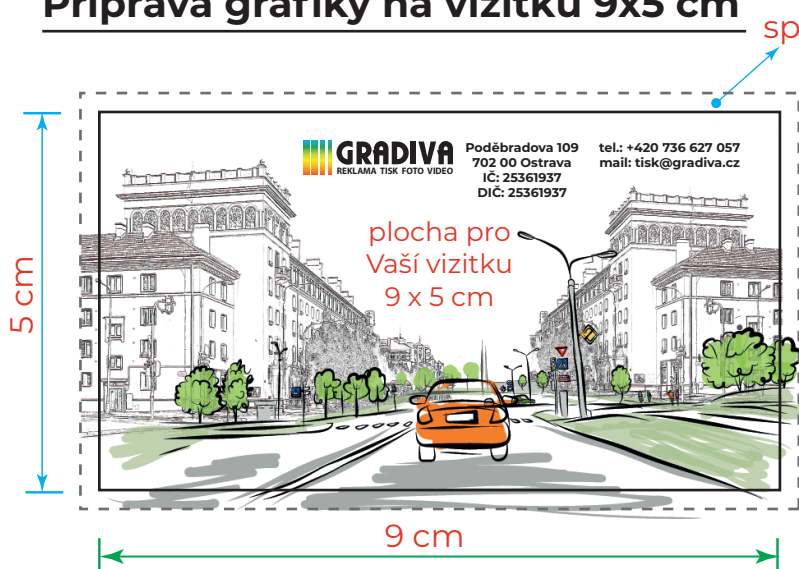 Příprava grafiky na vizitku 9x5 cm
sp
GRADIVA
REKLAMA TISK FOTO VIDEO
Poděbradova 109
702 00 Ostrava
IČ: 25361937
DIČ: 25361937
tel.: +420 736 627 057
mail: tisk@gradiva.cz
plocha pro
Vaší vizitku
9 x 5 cm
5 cm
9 cm